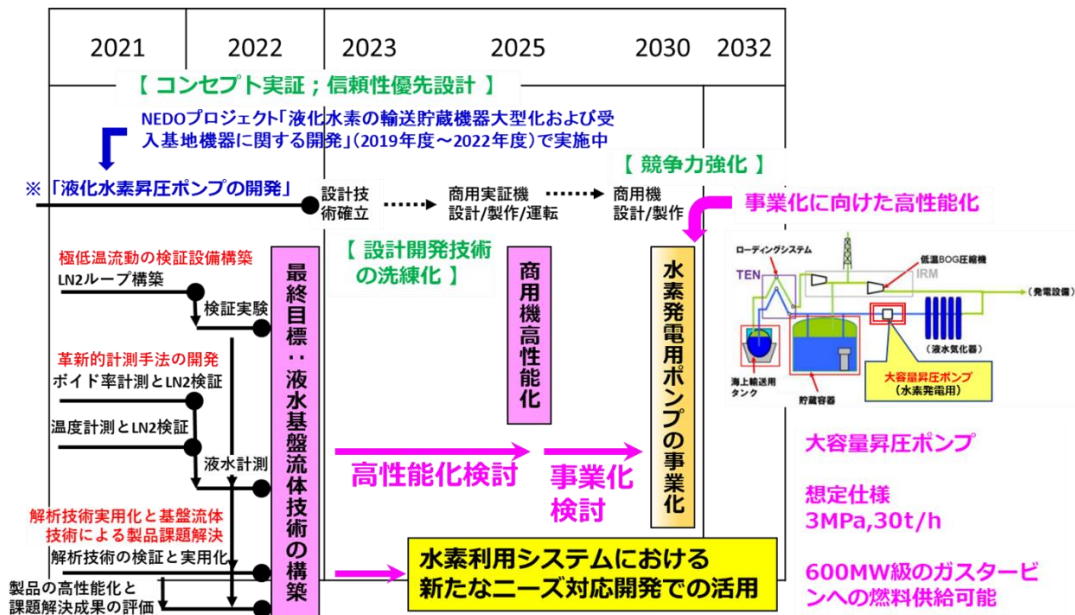 2021
2022
2023
2025
2030
2032
【 コンセプト実証；信頼性優先設計 】
NEDOプロジェクト「液化水素の輸送貯蔵機器大型化および受
入基地機器に関する開発」（2019年度～2022年度）で実施中
【 競争力強化 】
※「液化水素昇圧ポンプの開発」
設計技
術確立
商用実証機
設計/製作/運転
商用機
設計/製作
事業化に向けた高性能化
【 設計開発技術
の洗練化 】
極低温流動の検証設備構築
LN2ループ構築
検証実験
革新的計測手法の開発
ボイド率計測とLN2検証
温度計測とLN2検証
液水計測
解析技術実用化と基盤流体
技術による製品課題解決
解析技術の検証と実用化
製品の高性能化と
課題解決成果の評価
最終目標：液水基盤流体技術の構築
商用機高性能化
水素発電用ポンプの事業化
高性能化検討
事業化
検討
水素利用システムにおける
新たなニーズ対応開発での活用
ローディングシステム
TEN
低温BOG圧縮機
IRM
（発電設備）
（液水気化器）
海上輸送用
タンク
貯蔵容器
大容量昇圧ポンプ
（水素発電用）
大容量昇圧ポンプ
想定仕様
3MPa,30t/h
600MW級のガスタービ
ンへの燃料供給可能